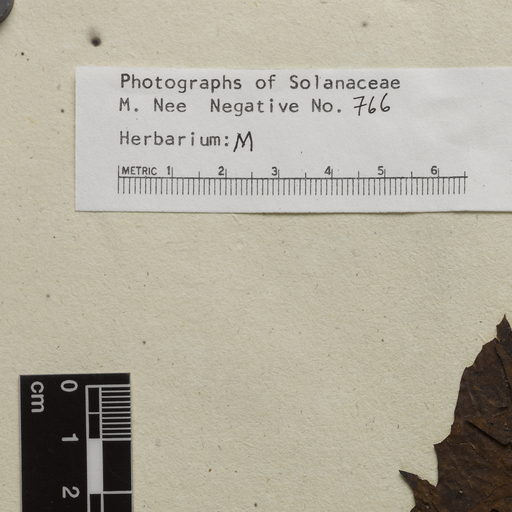 Photographs of Solanaceae
M. Nee Negative No. 766
Herbarium: M
METRIC 1 2 3 4 5 6
cm 0 1 2